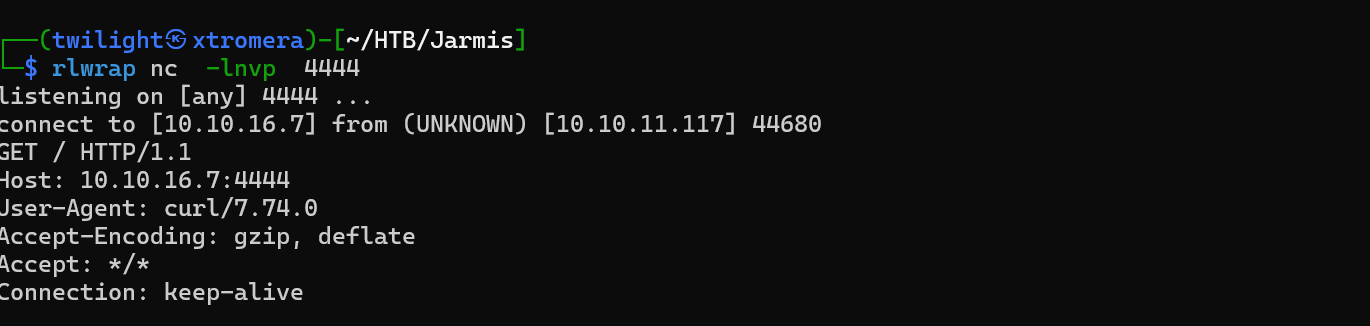 ┌──(twilight㉿xtromera)-[~/HTB/Jarmis]
└─$ rlwrap nc  -lnvp  4444
listening on [any] 4444 ...
connect to [10.10.16.7] from (UNKNOWN) [10.10.11.117] 44680
GET / HTTP/1.1
Host: 10.10.16.7:4444
User-Agent: curl/7.74.0
Accept-Encoding: gzip, deflate
Accept: */*
Connection: keep-alive